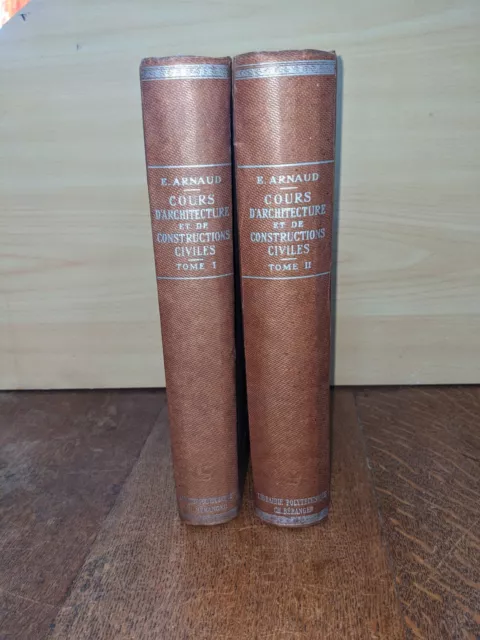 E. ARNAUD
COURS
D'ARCHITECTURE
ET DE
CONSTRUCTIONS
CIVILES
TOME I
E. ARNAUD
COURS
D'ARCHITECTURE
ET DE
CONSTRUCTIONS
CIVILES
TOME II
LIBRAIRIE POLYTECHNIQUE
CH. BÉRANGER